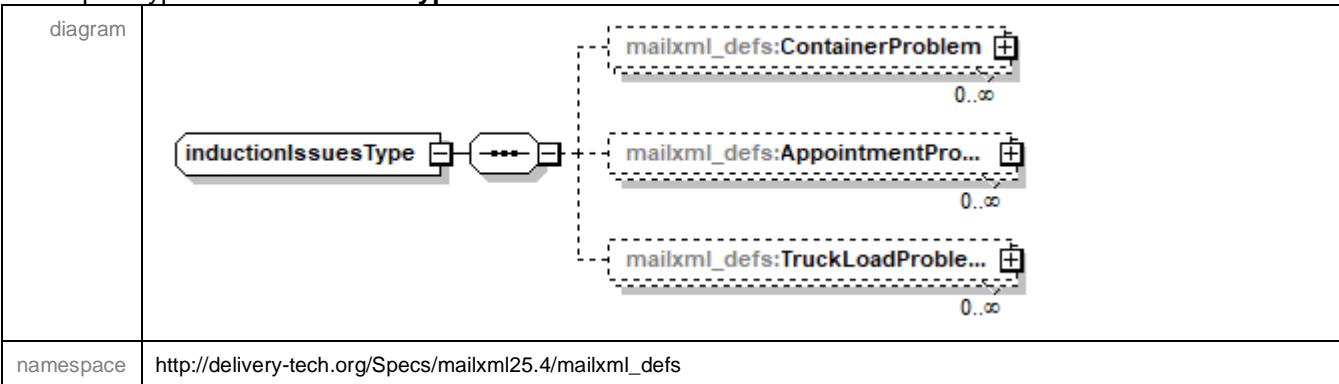 diagram
mailxml_defs:ContainerProblem
0..∞
inductionIssuesType
mailxml_defs:AppointmentPro...
0..∞
mailxml_defs:TruckLoadProble...
0..∞
namespace http://delivery-tech.org/Specs/mailxml25.4/mailxml_defs